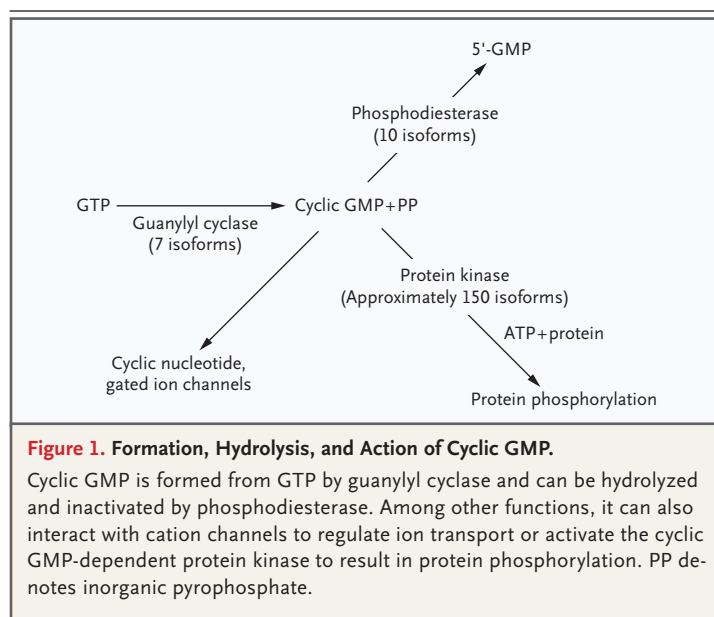 5'-GMP
Phosphodiesterase
(10 isoforms)
GTP
Cyclic GMP+PP
Guanylyl cyclase
(7 isoforms)
Protein kinase
(Approximately 150 isoforms)
ATP+protein
Cyclic nucleotide,
gated ion channels
Protein phosphorylation
Figure 1. Formation, Hydrolysis, and Action of Cyclic GMP.
Cyclic GMP is formed from GTP by guanylyl cyclase and can be hydrolyzed
and inactivated by phosphodiesterase. Among other functions, it can also
interact with cation channels to regulate ion transport or activate the cyclic
GMP-dependent protein kinase to result in protein phosphorylation. PP de-
notes inorganic pyrophosphate.